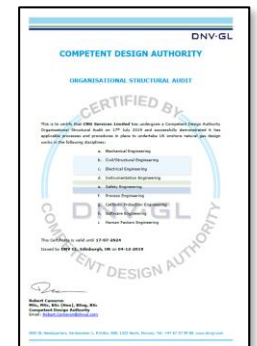 DNV·GL
COMPETENT DESIGN AUTHORITY
ORGANISATIONAL STRUCTURAL AUDIT
CERTIFIED By
This is to certify that Services Limited has undergone a Competent Design Authority
Organisational Structural Audit on 17th July 2019 and successfully demonstrated it has
applicable processes and procedures in place to undertake UK onshore natural gas design
works in the following disciplines:
a. Mechanical Engineering
b. Civil/Structural Engineering
c. Electrical Engineering
d. Instrumentation Engineering
e. Safety Engineering
f. Process Engineering
g. Cathodic Protection Engineering
h. Software Engineering
i. Human Factors Engineering
DNV·GL
COMPETENT DESIGN AUTHORITY
This Certificate is valid until 17-07-2024
Issued by DNV GL, Edinburgh, UK on 04-12-2019
Robert Cameron
Competent Design Authority